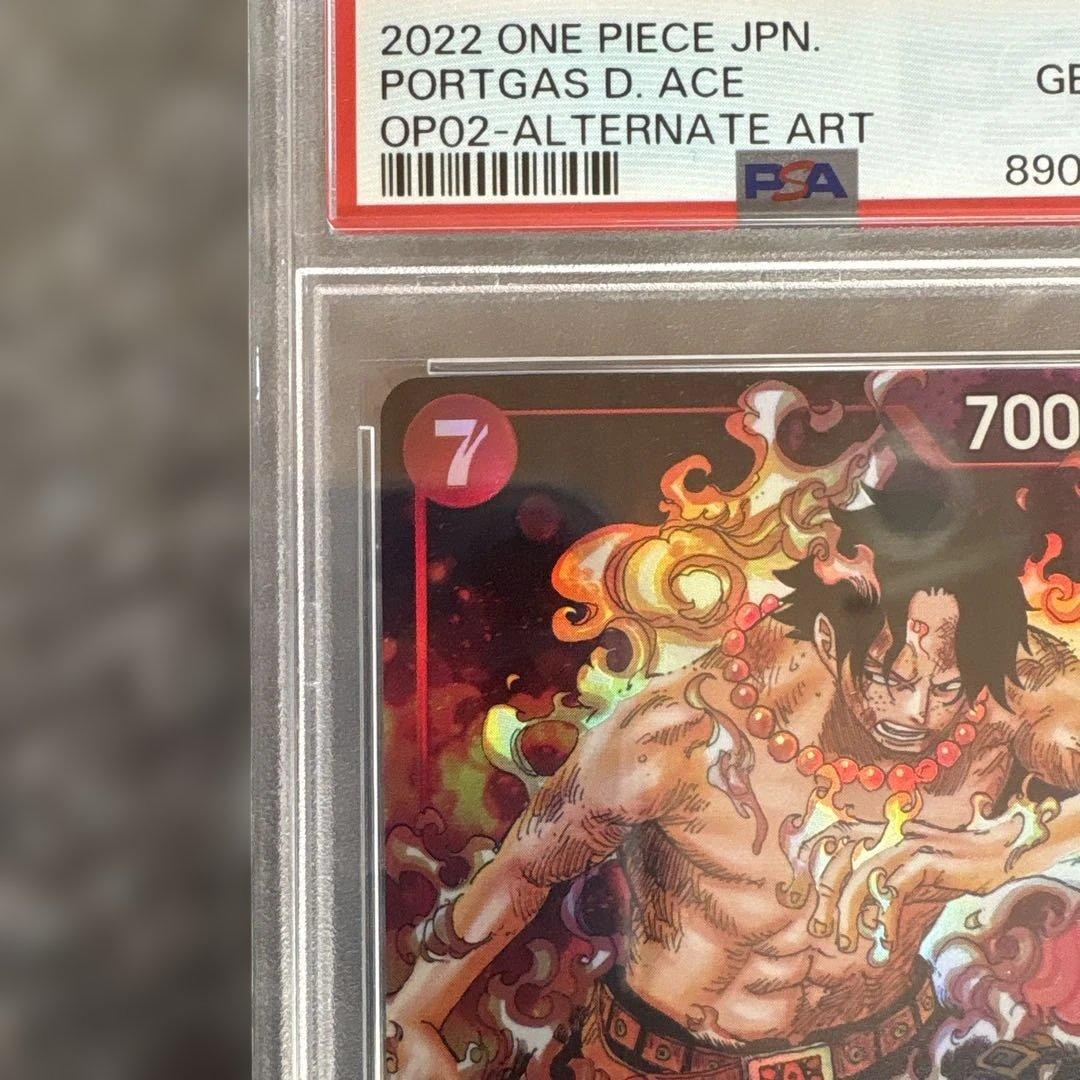 2022 ONE PIECE JPN.
PORTGAS D. ACE
GE
OP02-ALTERNATE ART
PSA
890
7
700